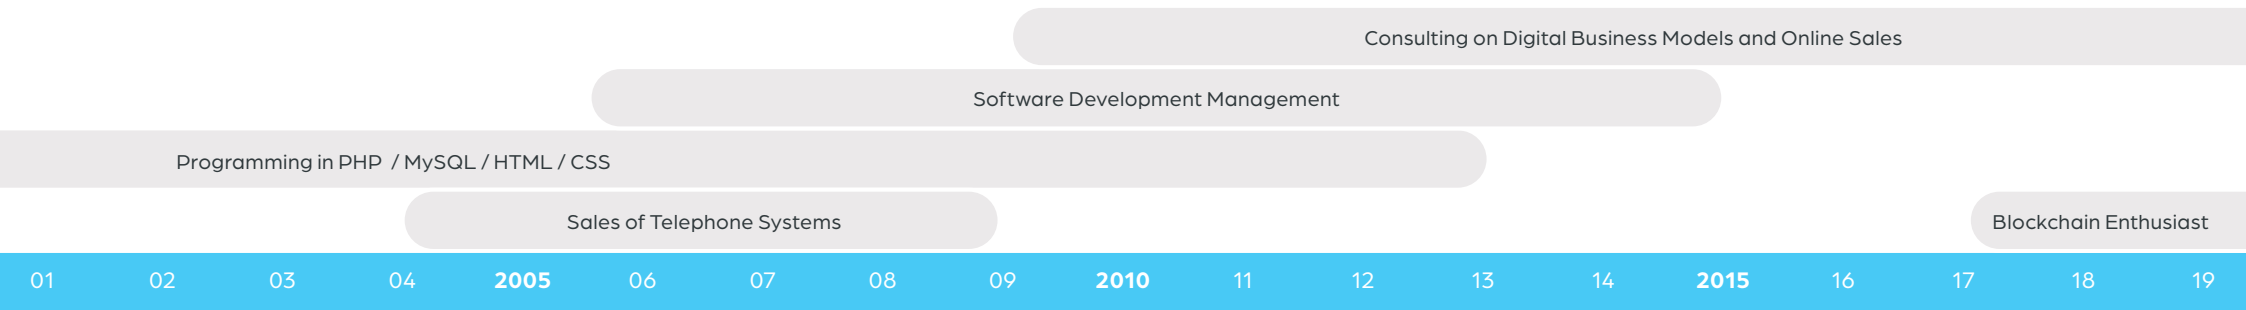 Consulting on Digital Business Models and Online Sales
Software Development Management
Programming in PHP / MySQL / HTML / CSS
Sales of Telephone Systems
Blockchain Enthusiast
01 02 03 04 2005 06 07 08 09 2010 11 12 13 14 2015 16 17 18 19